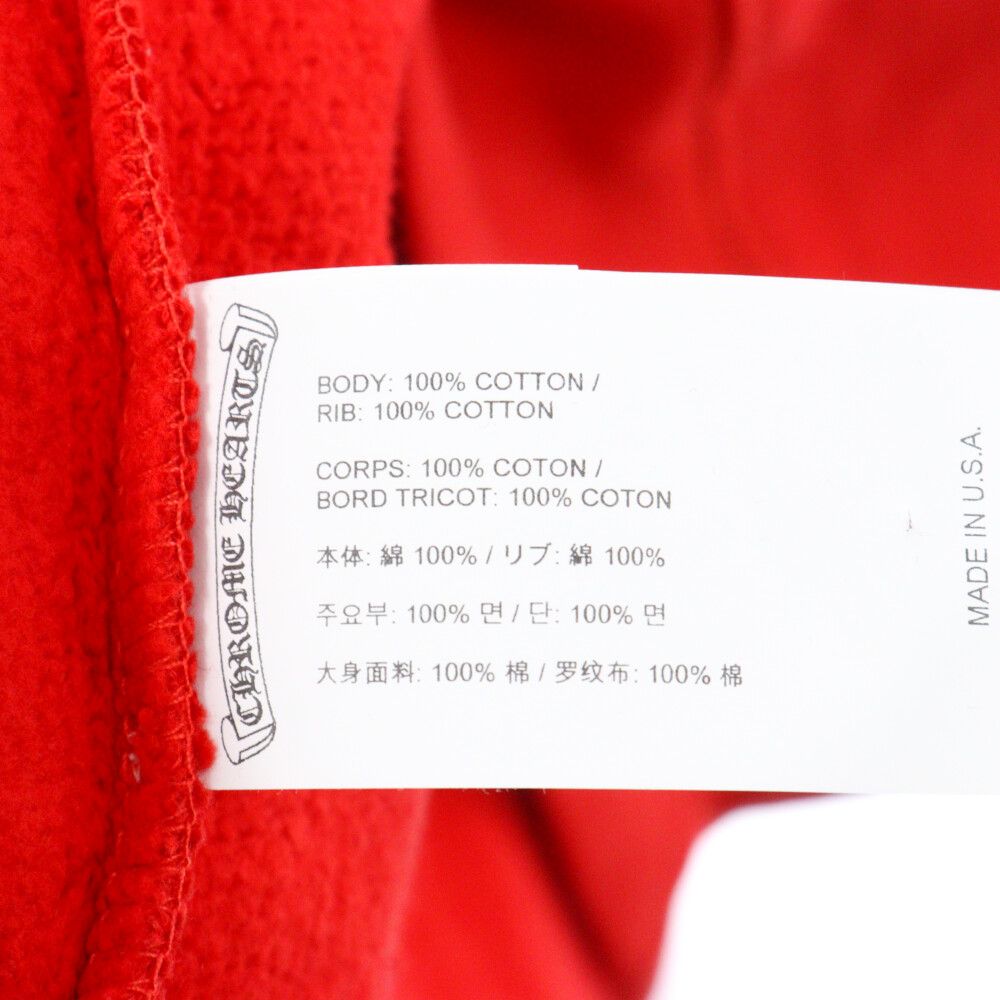 CHROME HEARTS
BODY: 100% COTTON /
RIB: 100% COTTON
CORPS: 100% COTON /
BORD TRICOT: 100% COTON
本体: 綿 100% / リブ: 綿 100%
주요부: 100% 면 / 단: 100% 면
大身面料: 100% 棉 / 罗纹布: 100% 棉
MADE IN U.S.A.